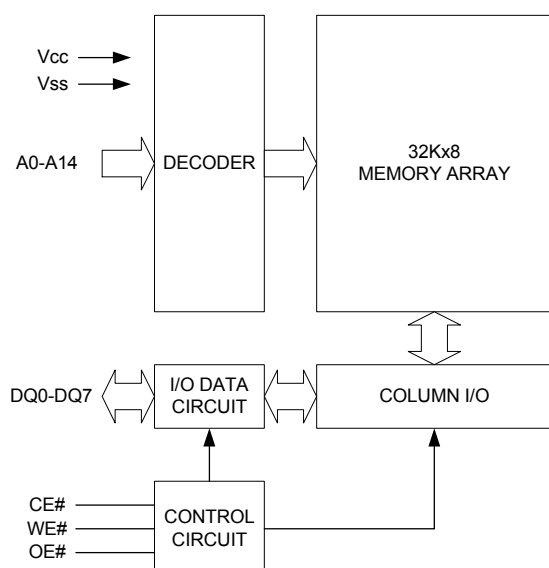 Vcc
Vss
A0-A14
DECODER
32Kx8
MEMORY ARRAY
DQ0-DQ7
I/O DATA
CIRCUIT
COLUMN I/O
CE#
WE#
OE#
CONTROL
CIRCUIT